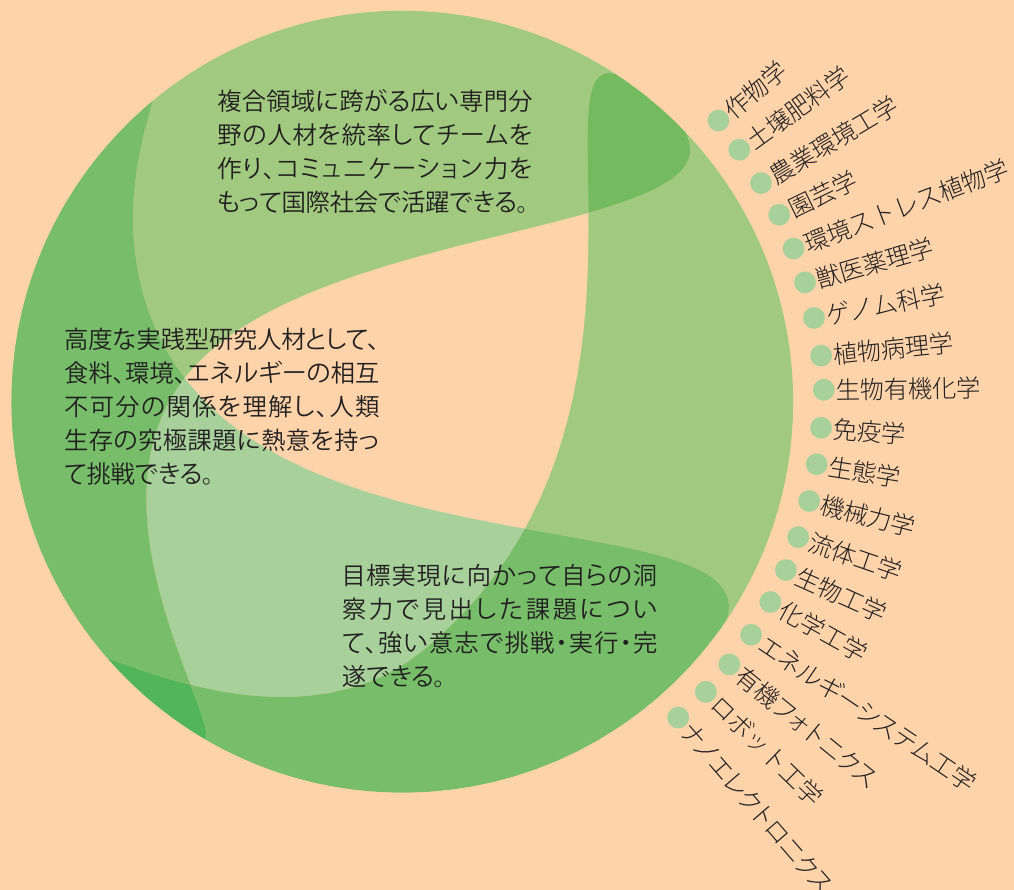 複合領域に跨がる広い専門分
野の人材を統率してチームを
作り、コミュニケーション力を
もって国際社会で活躍できる。
高度な実践型研究人材として、
食料、環境、エネルギーの相互
不可分の関係を理解し、人類
生存の究極課題に熱意を持っ
て挑戦できる。
目標実現に向かって自らの洞
察力で見出した課題につい
て、強い意志で挑戦・実行・完
遂できる。
作物学
土壌肥料学
農業環境工学
園芸学
環境ストレス植物学
獣医薬理学
ゲノム科学
植物病理学
生物有機化学
免疫学
生態学
機械力学
流体工学
生物工学
化学工学
エネルギーシステム工学
有機フォトニクス
ロボット工学
ナノエレクトロニクス